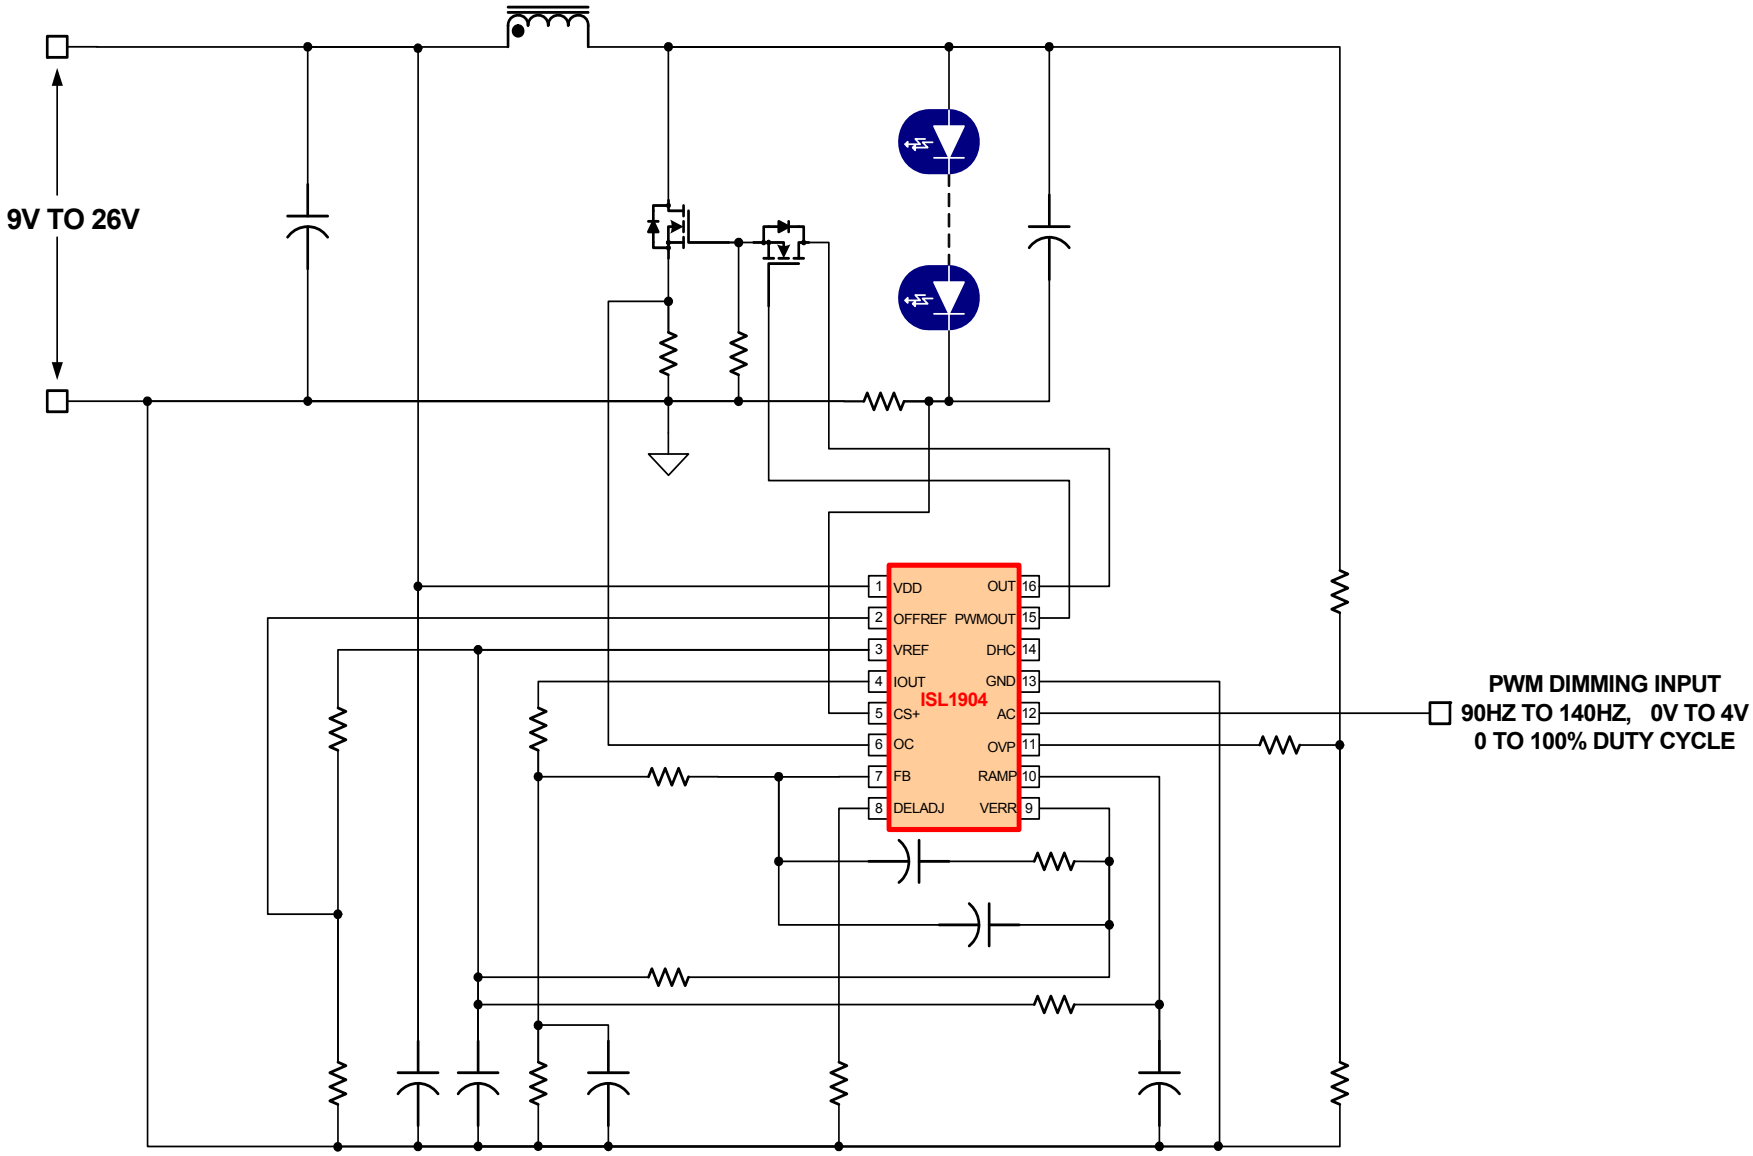 9V TO 26V
1 VDD OUT 16
2 OFFREF PWMOUT 15
3 VREF DHC 14
4 IOUT GND 13
ISL1904
5 CS+ AC 12
6 OC OVP 11
7 FB RAMP 10
8 DELADJ VERR 9
PWM DIMMING INPUT
90HZ TO 140HZ, 0V TO 4V
0 TO 100% DUTY CYCLE